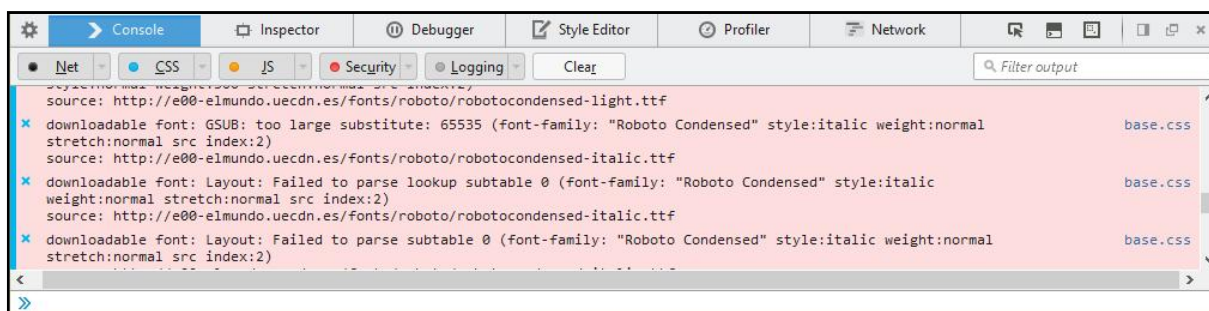 Console Inspector Debugger Style Editor Profiler Network
Net CSS JS Security Logging Clear Filter output
source: http://e00-elmundo.uecdn.es/fonts/roboto/robotocondensed-light.ttf
downloadable font: GSUB: too large substitute: 65535 (font-family: "Roboto Condensed" style:italic weight:normal base.css
stretch:normal src index:2)
source: http://e00-elmundo.uecdn.es/fonts/roboto/robotocondensed-italic.ttf
downloadable font: Layout: Failed to parse lookup subtable 0 (font-family: "Roboto Condensed" style:italic base.css
weight:normal stretch:normal src index:2)
source: http://e00-elmundo.uecdn.es/fonts/roboto/robotocondensed-italic.ttf
downloadable font: Layout: Failed to parse subtable 0 (font-family: "Roboto Condensed" style:italic weight:normal base.css
stretch:normal src index:2)